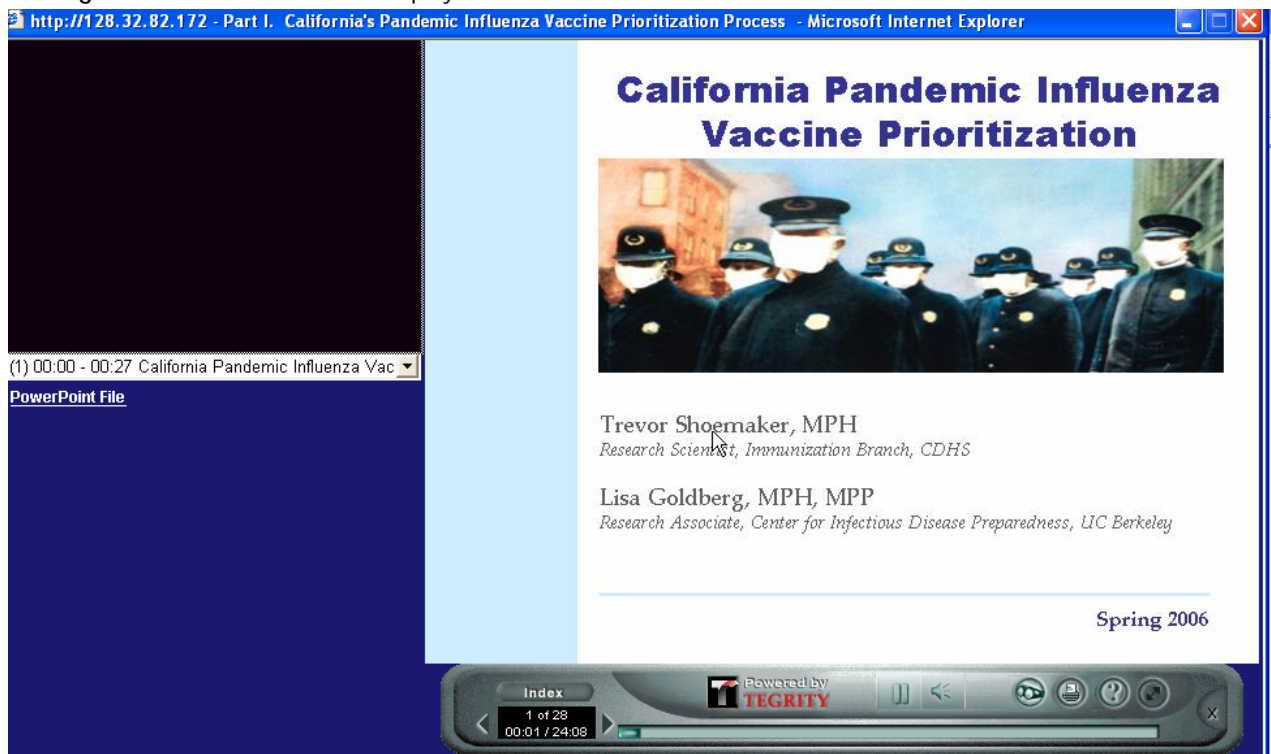 http://128.32.82.172 - Part I.  California's Pandemic Influenza Vaccine Prioritization Process  - Microsoft Internet Explorer
California Pandemic Influenza
Vaccine Prioritization
(1) 00:00 - 00:27 California Pandemic Influenza Vac
PowerPoint File
Trevor Shoemaker, MPH
Research Scientist, Immunization Branch, CDHS
Lisa Goldberg, MPH, MPP
Research Associate, Center for Infectious Disease Preparedness, UC Berkeley
Spring 2006
Index
1 of 28
00:01 / 24:08
Powered by
TEGRITY
?
X